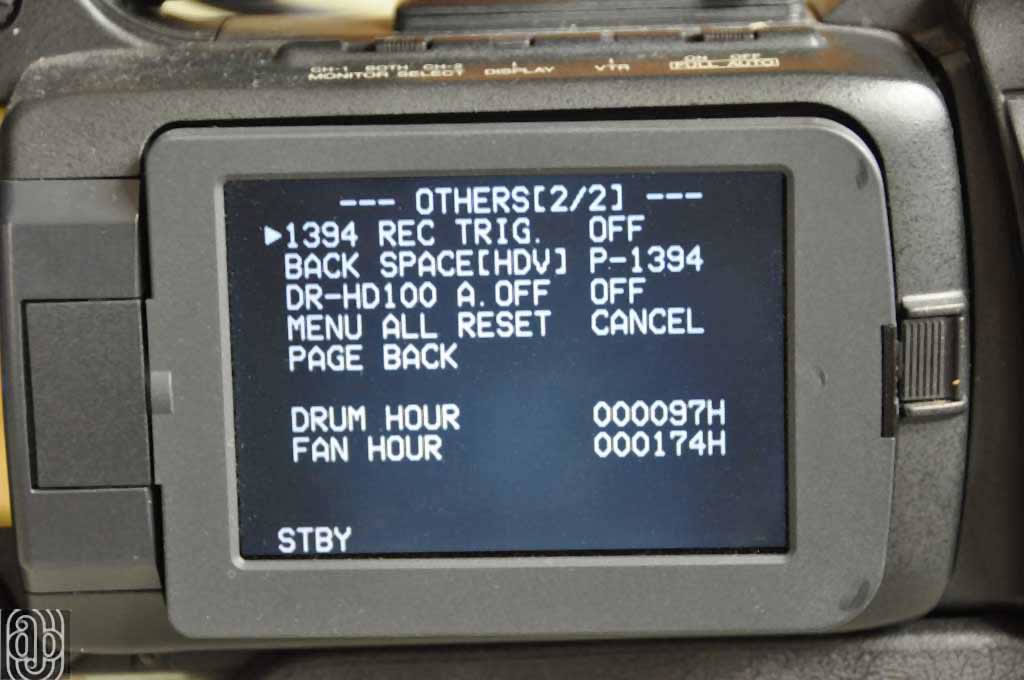 CH-1 BOTH CH-2
MONITOR SELECT
DISPLAY
VTR
ON OFF
FULL AUTO
--- OTHERS[2/2] ---
▶1394 REC TRIG. OFF
BACK SPACE[HDV] P-1394
DR-HD100 A.OFF OFF
MENU ALL RESET CANCEL
PAGE BACK
DRUM HOUR 000097H
FAN HOUR 000174H
STBY